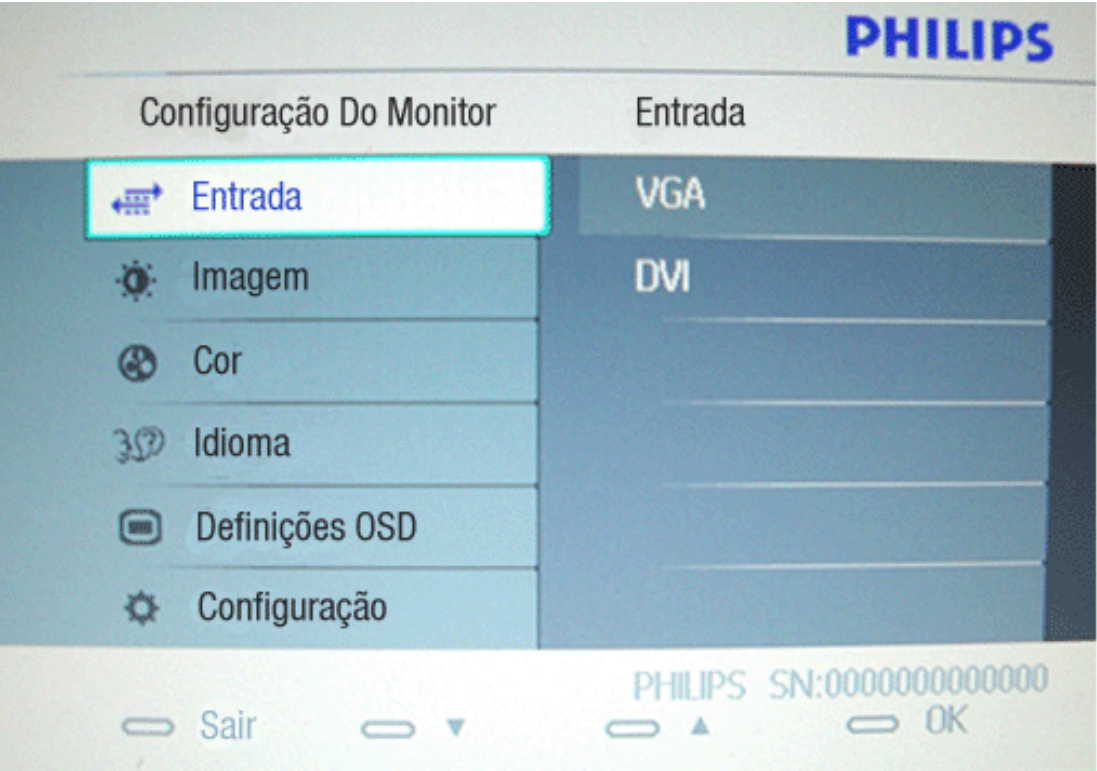 PHILIPS
Configuração Do Monitor Entrada
Entrada VGA
Imagem DVI
Cor
Idioma
Definições OSD
Configuração
PHILIPS SN:0000000000000
Sair ▼ ▲ OK